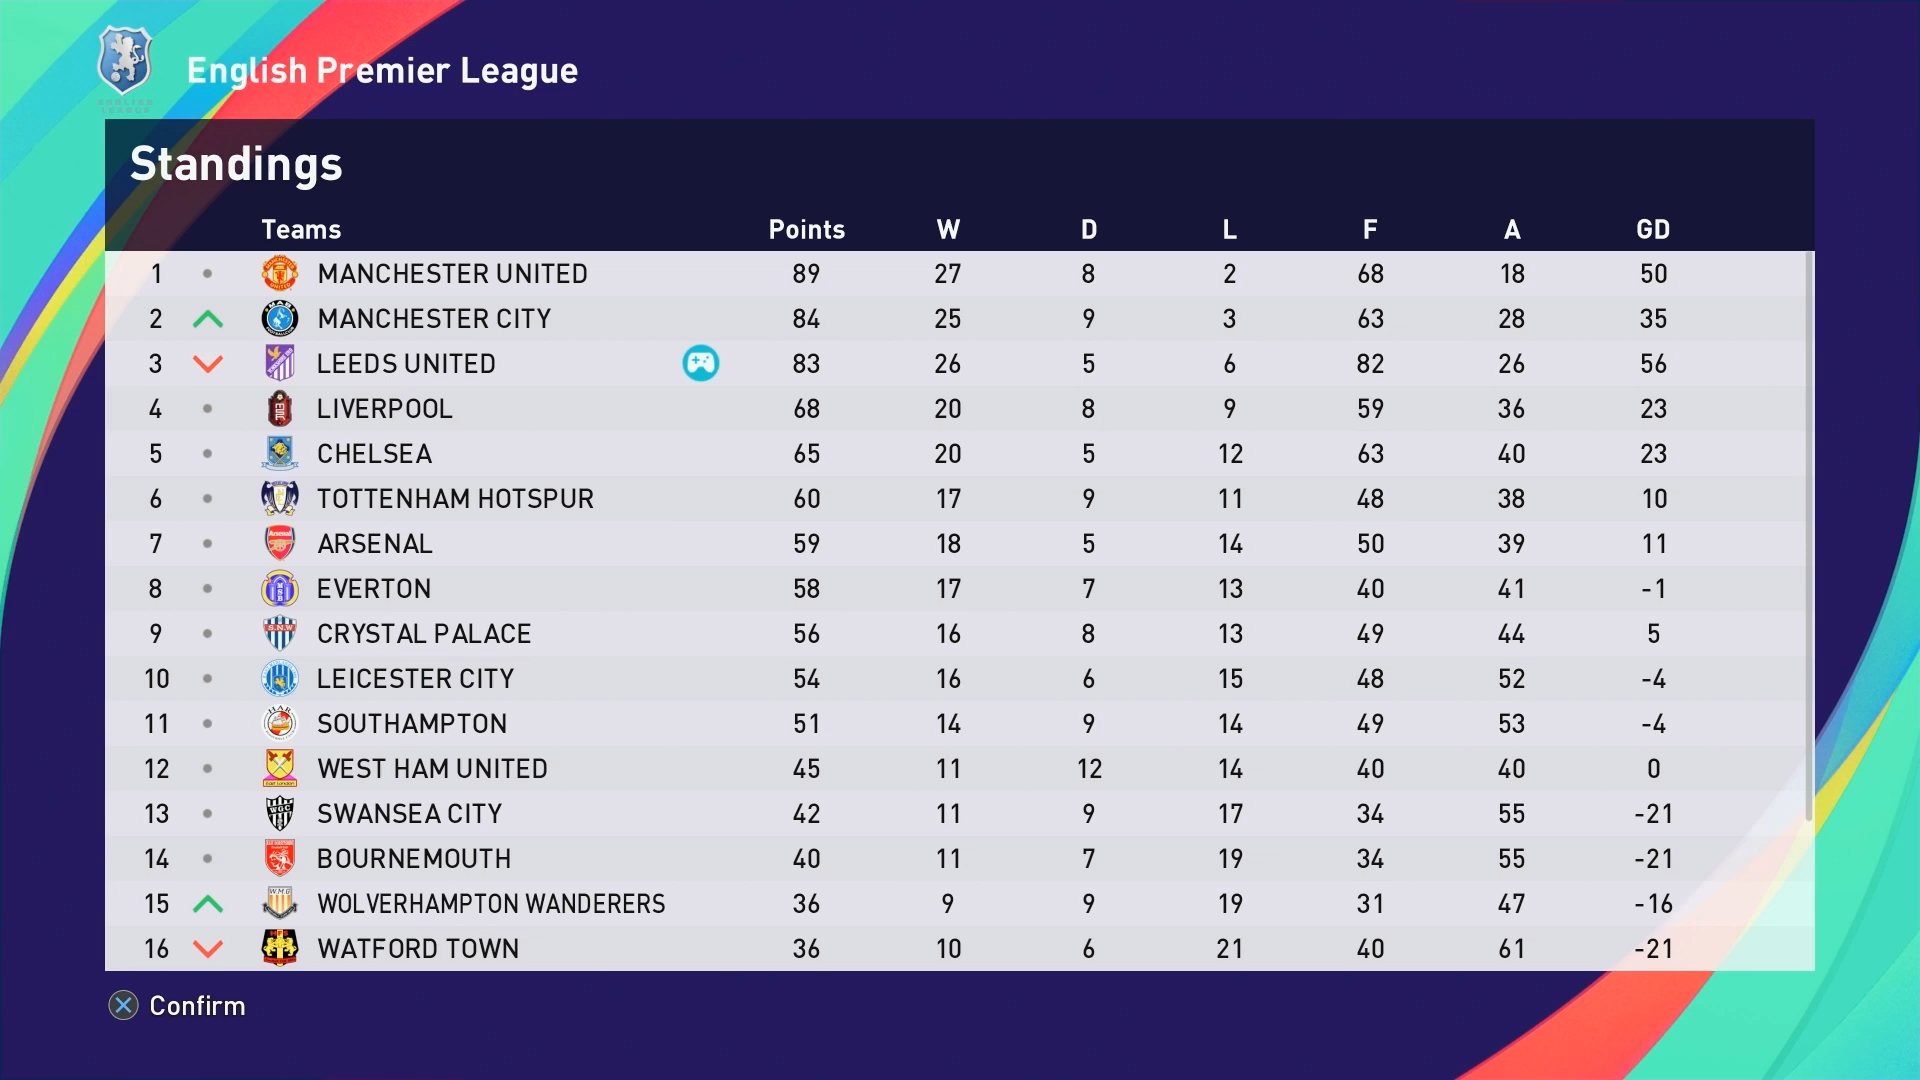 English Premier League
Standings
Teams Points W D L F A GD
1 MANCHESTER UNITED 89 27 8 2 68 18 50
2 MANCHESTER CITY 84 25 9 3 63 28 35
3 LEEDS UNITED 83 26 5 6 82 26 56
4 LIVERPOOL 68 20 8 9 59 36 23
5 CHELSEA 65 20 5 12 63 40 23
6 TOTTENHAM HOTSPUR 60 17 9 11 48 38 10
7 ARSENAL 59 18 5 14 50 39 11
8 EVERTON 58 17 7 13 40 41 -1
9 CRYSTAL PALACE 56 16 8 13 49 44 5
10 LEICESTER CITY 54 16 6 15 48 52 -4
11 SOUTHAMPTON 51 14 9 14 49 53 -4
12 WEST HAM UNITED 45 11 12 14 40 40 0
13 SWANSEA CITY 42 11 9 17 34 55 -21
14 BOURNEMOUTH 40 11 7 19 34 55 -21
15 WOLVERHAMPTON WANDERERS 36 9 9 19 31 47 -16
16 WATFORD TOWN 36 10 6 21 40 61 -21
Confirm